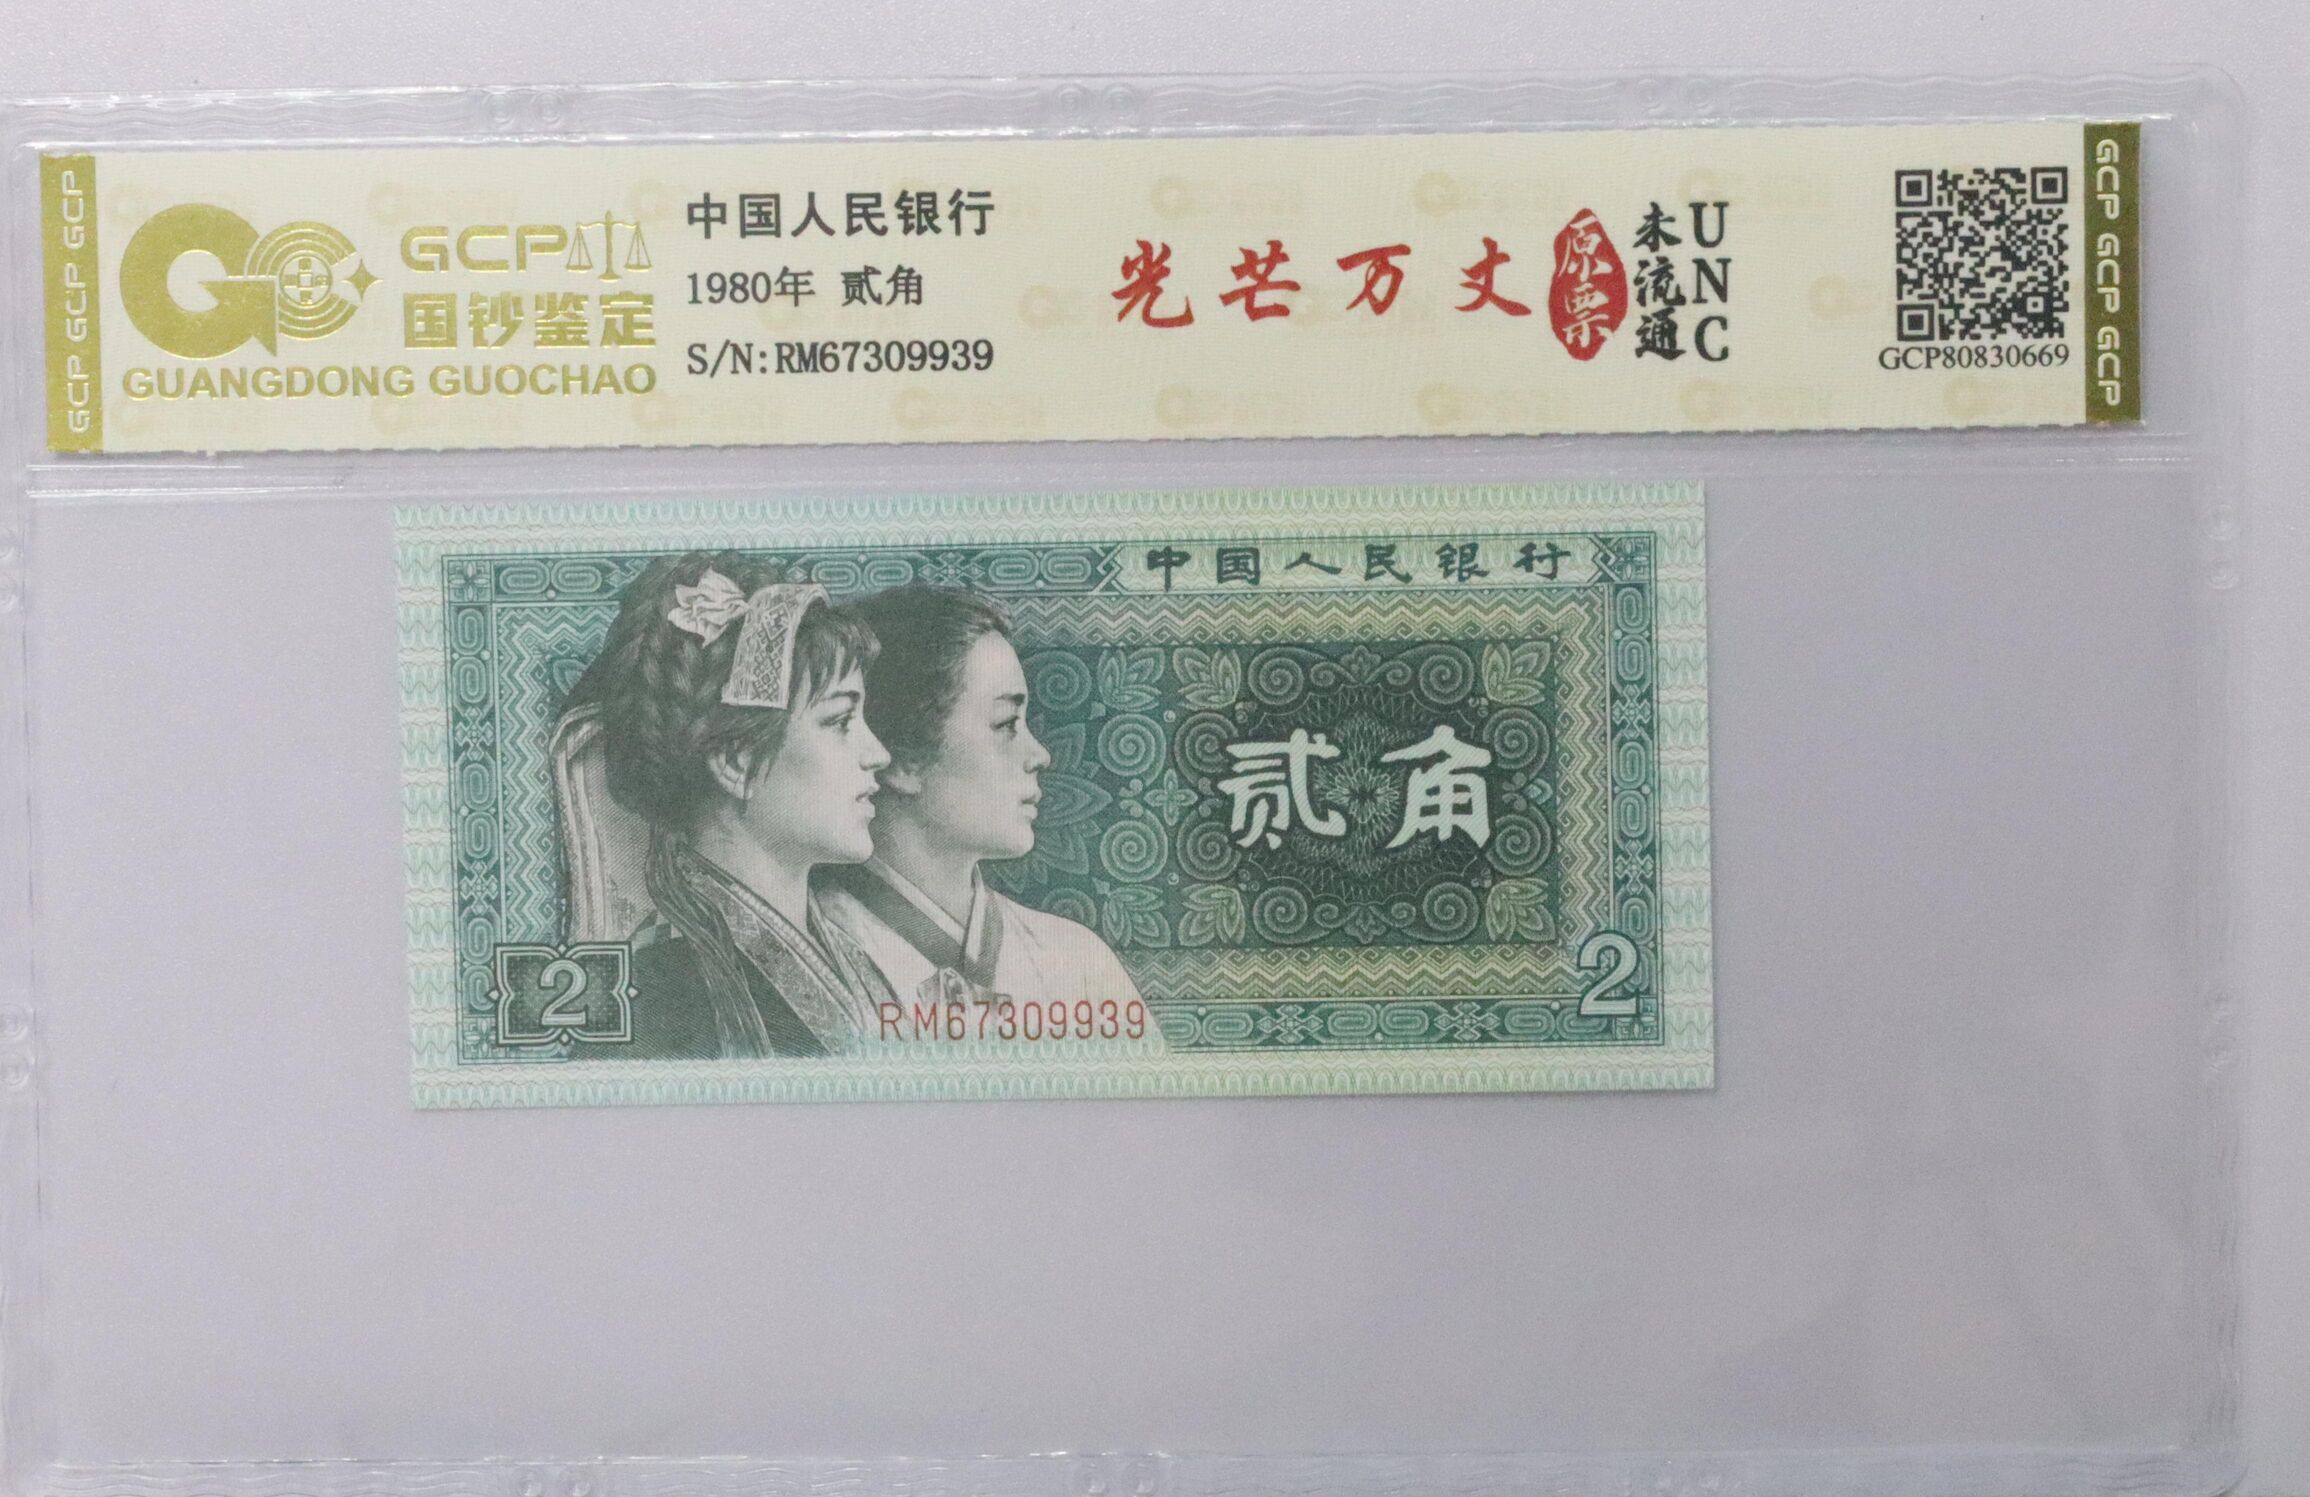 GCP GCP GCP
GCP
国钞鉴定
GUANGDONG GUOCHAO
中国人民银行
1980年 贰角
S/N:RM67309939
光芒万丈
原票
未流通
UNC
GCP80830669
GCP GCP GCP
中国人民银行
贰角
2
2
RM67309939